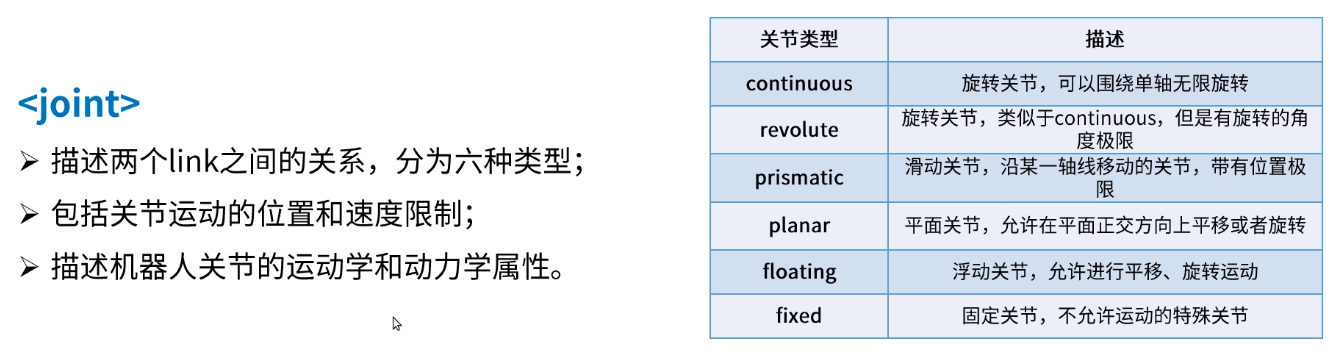 <joint>
➢ 描述两个link之间的关系，分为六种类型；
➢ 包括关节运动的位置和速度限制；
➢ 描述机器人关节的运动学和动力学属性。
关节类型 描述
continuous 旋转关节，可以围绕单轴无限旋转
revolute 旋转关节，类似于continuous，但是有旋转的角
度极限
prismatic 滑动关节，沿某一轴线移动的关节，带有位置极
限
planar 平面关节，允许在平面正交方向上平移或者旋转
floating 浮动关节，允许进行平移、旋转运动
fixed 固定关节，不允许运动的特殊关节